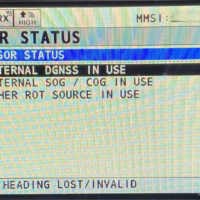 RX HIGH MMSI:
R STATUS
SOR STATUS
TERNAL DGNSS IN USE
TERNAL SOG / COG IN USE
HER ROT SOURCE IN USE
HEADING LOST/INVALID